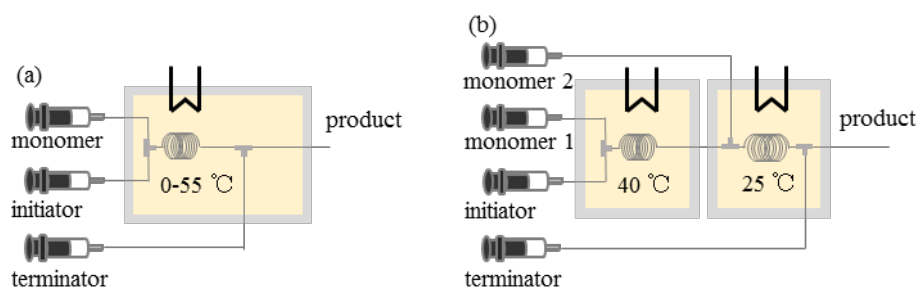 (a)
monomer
initiator
terminator
0-55 ℃
product
(b)
monomer 2
monomer 1
initiator
terminator
40 ℃
25 ℃
product